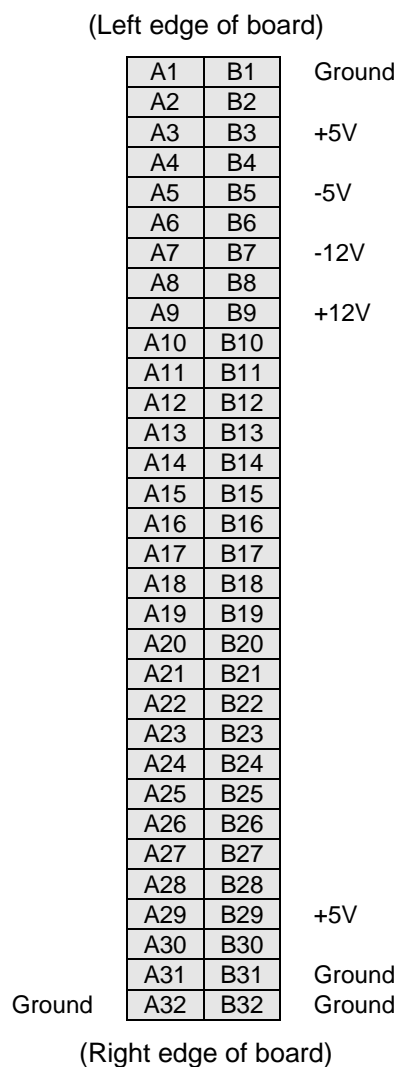 (Left edge of board)
A1 B1 Ground
A2 B2
A3 B3 +5V
A4 B4
A5 B5 -5V
A6 B6
A7 B7 -12V
A8 B8
A9 B9 +12V
A10 B10
A11 B11
A12 B12
A13 B13
A14 B14
A15 B15
A16 B16
A17 B17
A18 B18
A19 B19
A20 B20
A21 B21
A22 B22
A23 B23
A24 B24
A25 B25
A26 B26
A27 B27
A28 B28
A29 B29 +5V
A30 B30
A31 B31 Ground
Ground A32 B32 Ground
(Right edge of board)